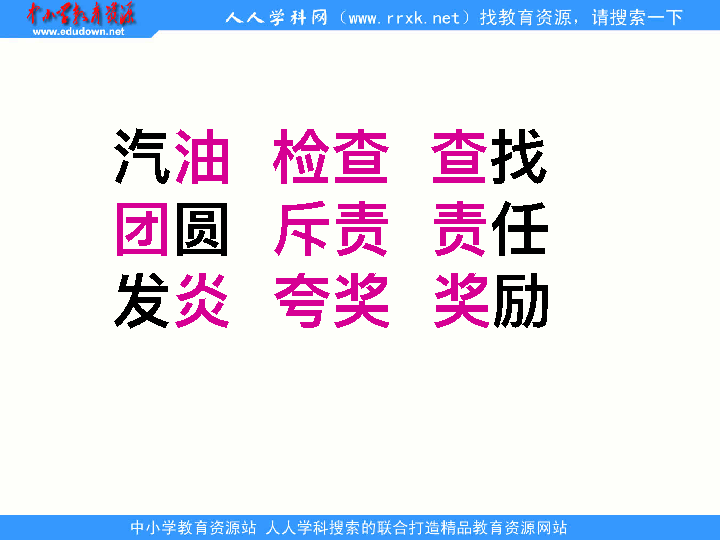 中小学教育资源
www.edudown.net
人人学科网（www.rrxk.net）找教育资源，请搜索一下
汽油 检查 查找
团圆 斥责 责任
发炎 夸奖 奖励
中小学教育资源站 人人学科搜索的联合打造精品教育资源网站